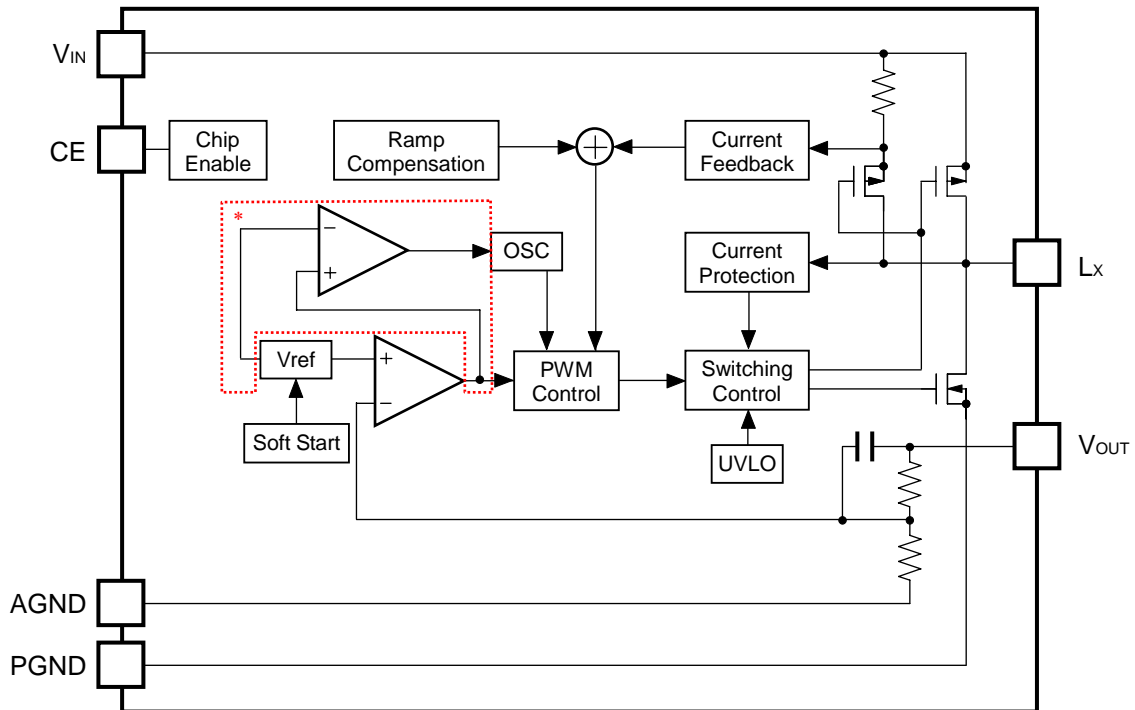 VIN
CE
Chip
Enable
Ramp
Compensation
+
Current
Feedback
*
−
+
OSC
Current
Protection
LX
Vref
+
−
PWM
Control
Switching
Control
Soft Start
UVLO
VOUT
AGND
PGND